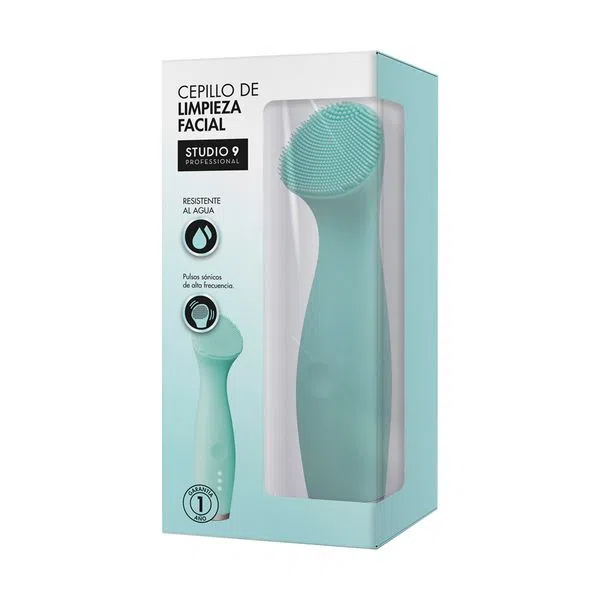 CEPILLO DE
LIMPIEZA
FACIAL
STUDIO 9
PROFESSIONAL
RESISTENTE
AL AGUA
Pulsos sónicos
de alta frecuencia.
GARANTÍA
1
AÑO